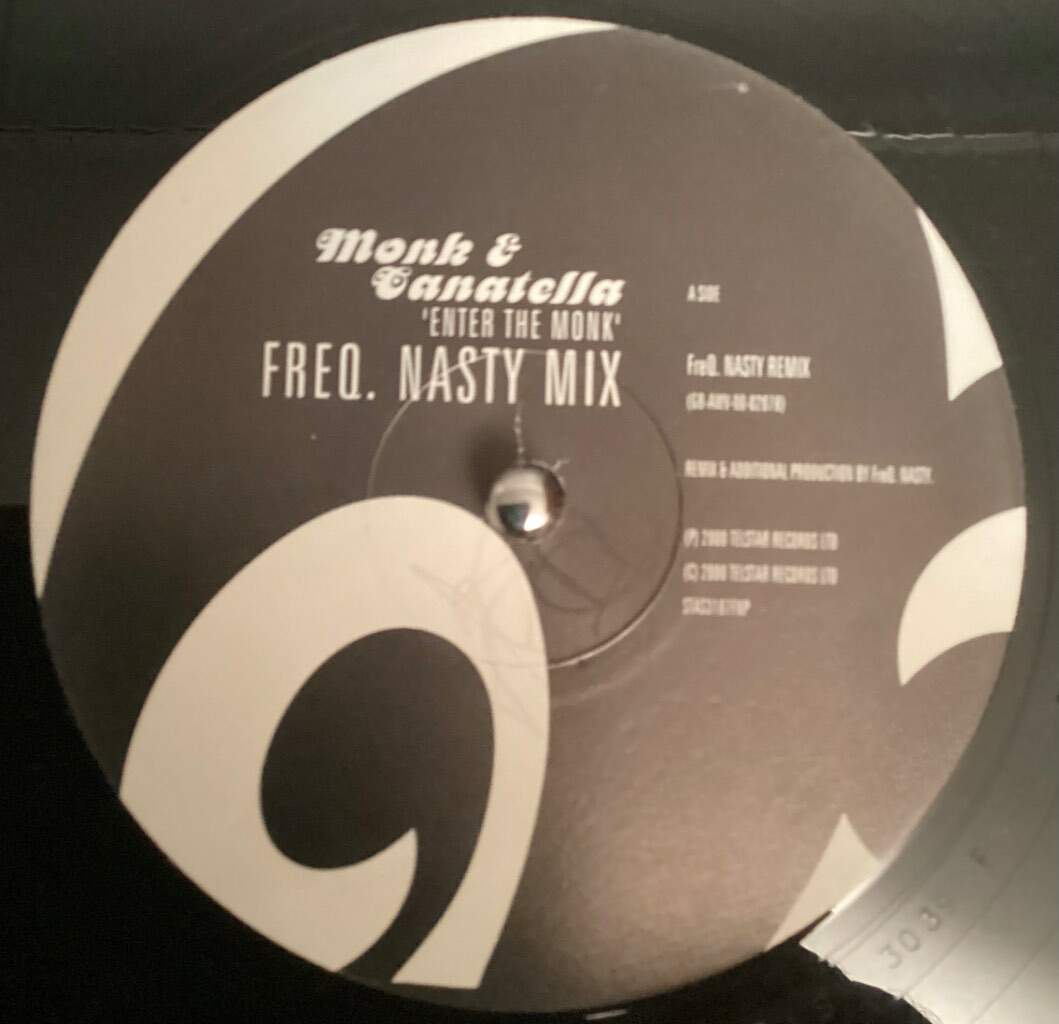 Monk &
Canatella
'ENTER THE MONK'
FREQ. NASTY MIX
A SIDE
FreQ. NASTY REMIX
REMIX & ADDITIONAL PRODUCTION BY FreQ. NASTY.
(P) 2000 TELSTAR RECORDS LTD
(C) 2000 TELSTAR RECORDS LTD